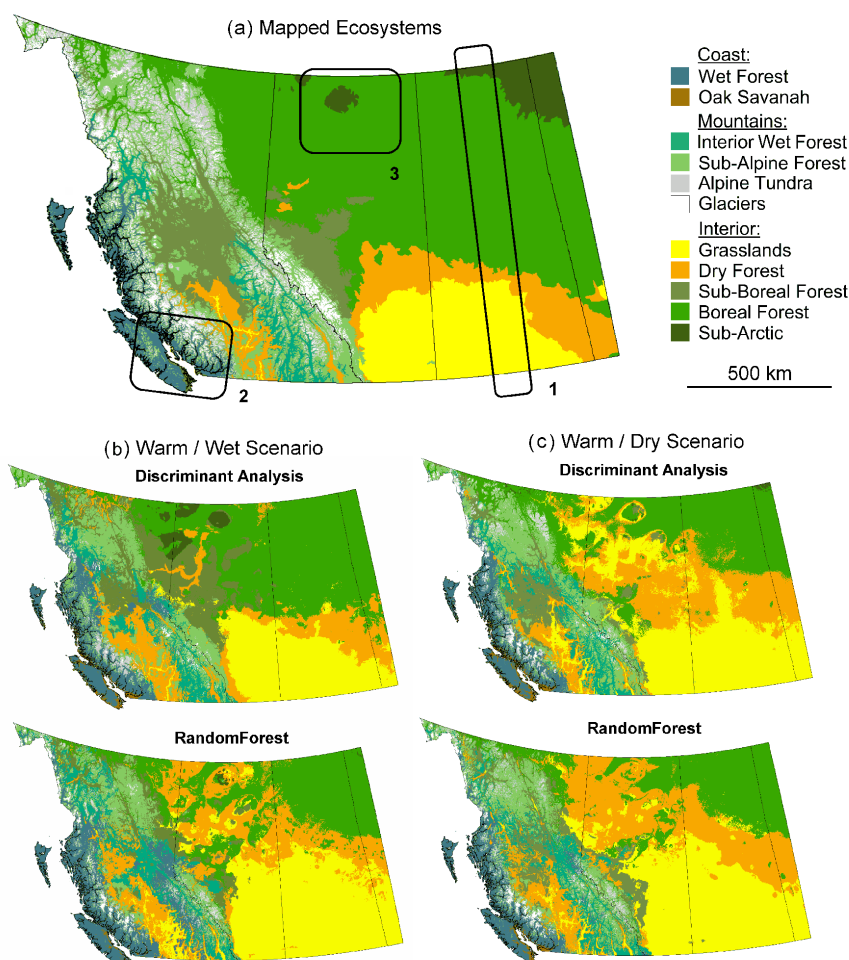 (a) Mapped Ecosystems
Coast:
Wet Forest
Oak Savanah
Mountains:
Interior Wet Forest
Sub-Alpine Forest
Alpine Tundra
Glaciers
Interior:
Grasslands
Dry Forest
Sub-Boreal Forest
Boreal Forest
Sub-Arctic
500 km
3
2
1
(b) Warm / Wet Scenario
Discriminant Analysis
(c) Warm / Dry Scenario
Discriminant Analysis
RandomForest
RandomForest